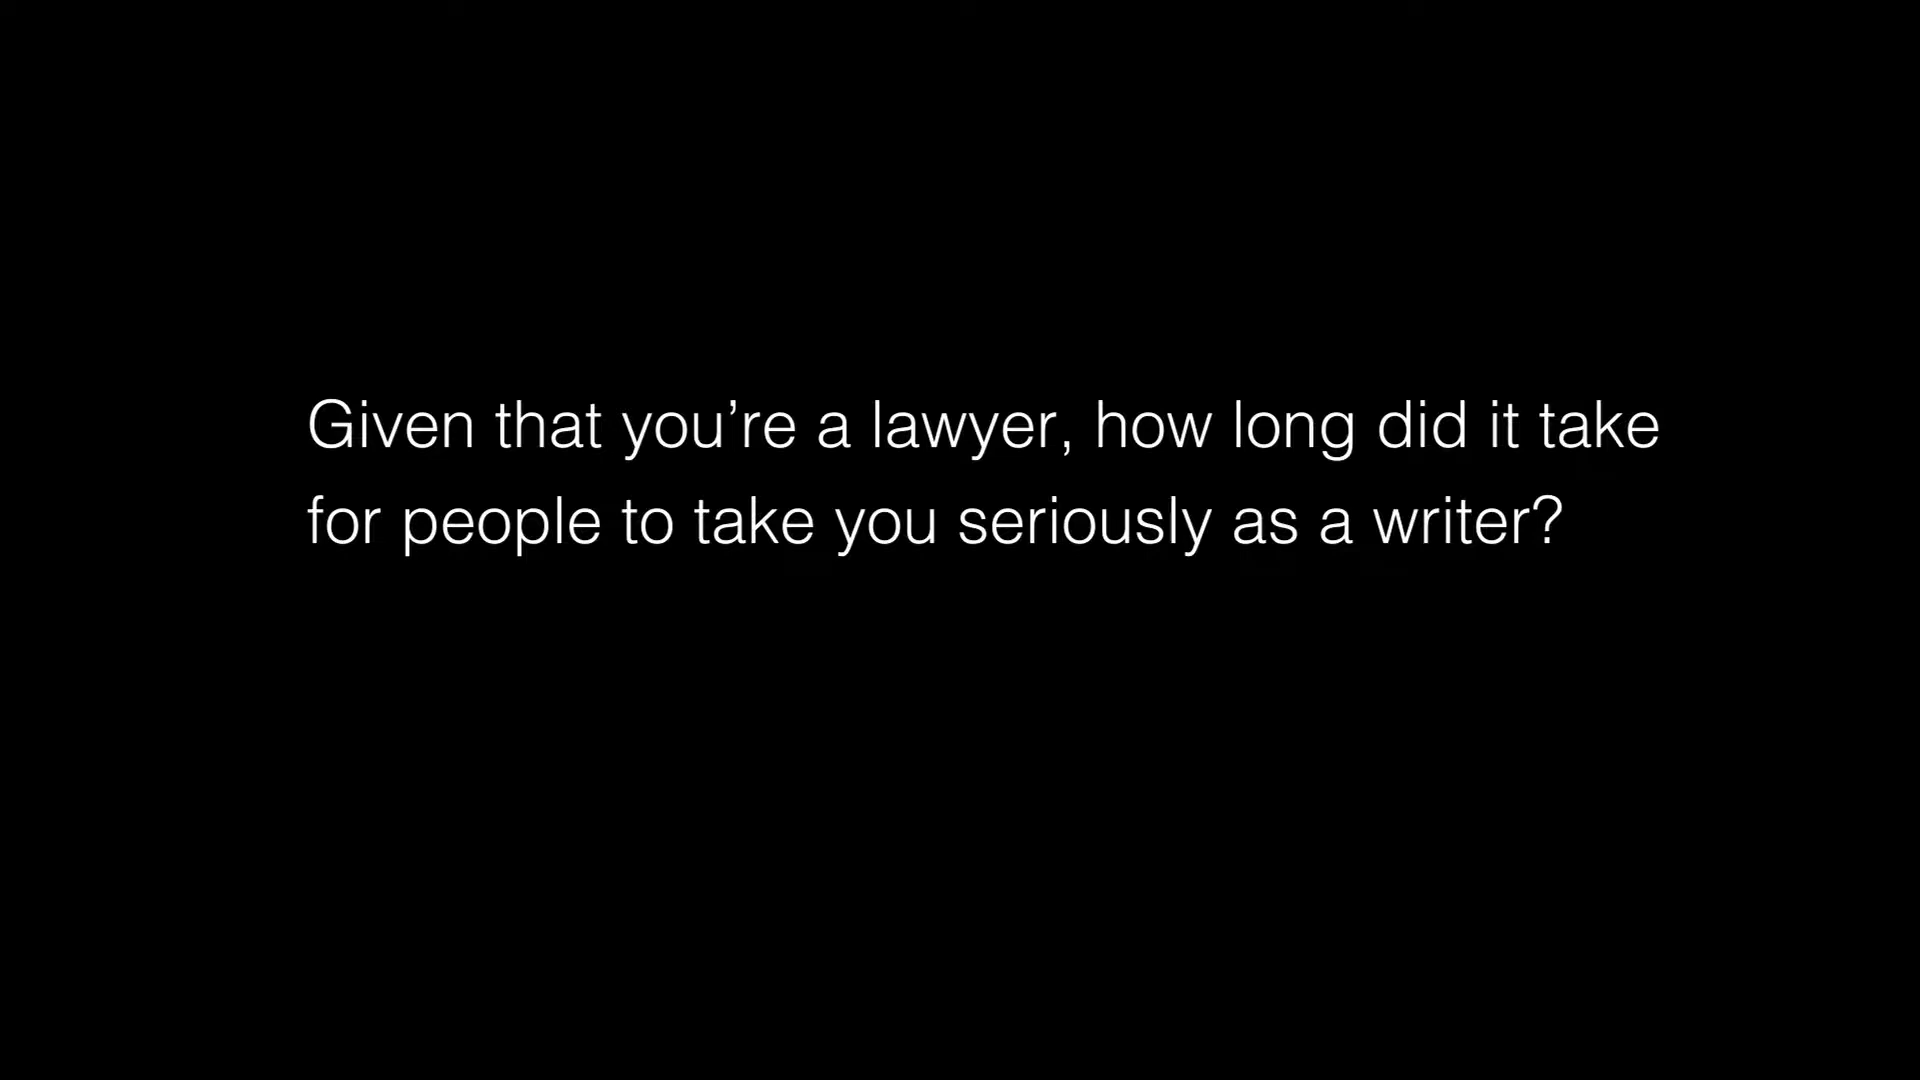 Given that you’re a lawyer, how long did it take
for people to take you seriously as a writer?